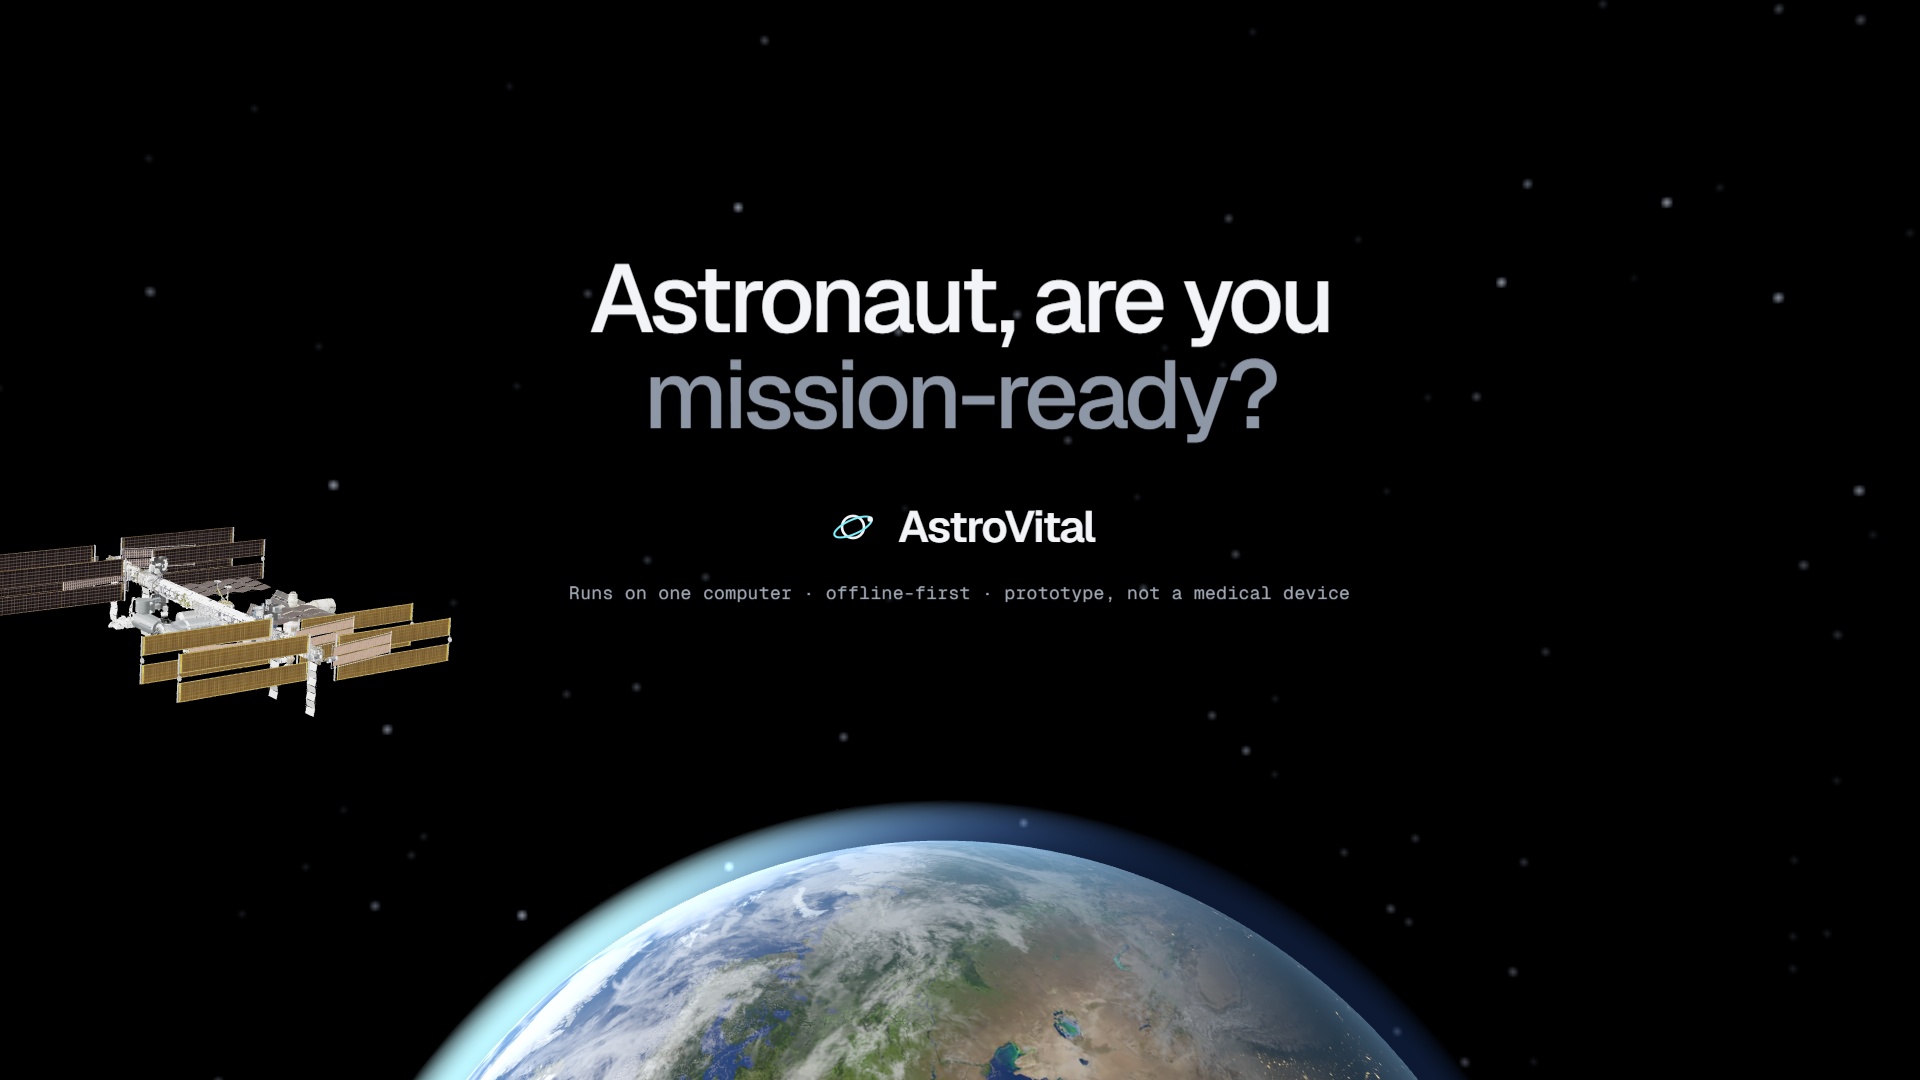 Astronaut, are you
mission-ready?
AstroVital
Runs on one computer · offline-first · prototype, not a medical device